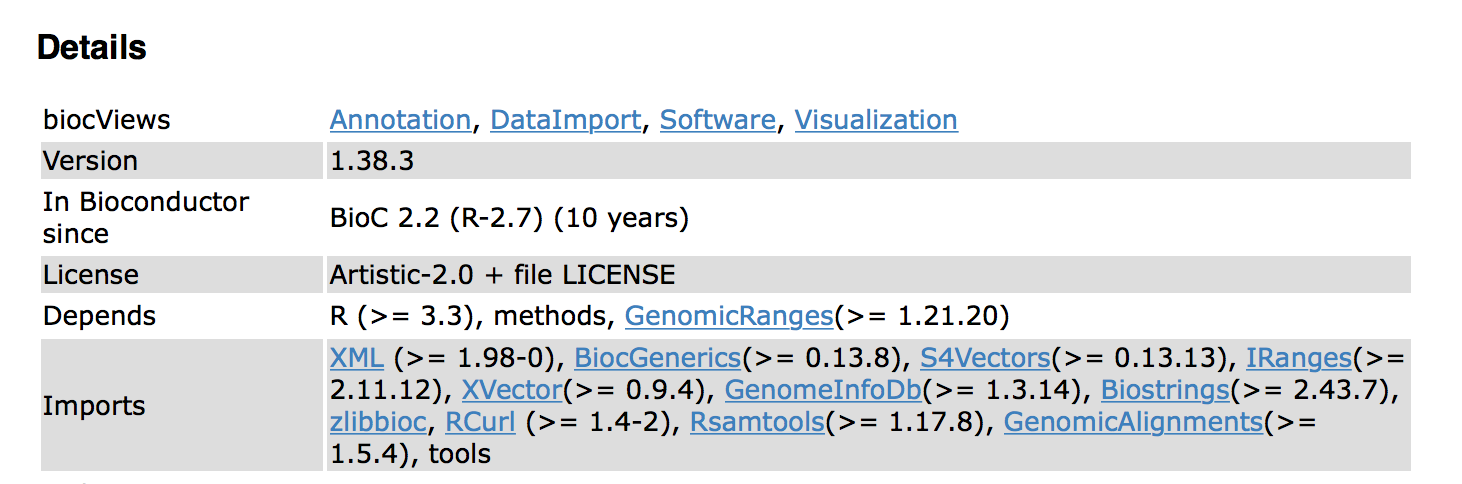 Details
biocViews Annotation, DataImport, Software, Visualization
Version 1.38.3
In Bioconductor
since BioC 2.2 (R-2.7) (10 years)
License Artistic-2.0 + file LICENSE
Depends R (>= 3.3), methods, GenomicRanges(>= 1.21.20)
Imports XML (>= 1.98-0), BiocGenerics(>= 0.13.8), S4Vectors(>= 0.13.13), IRanges(>=
2.11.12), XVector(>= 0.9.4), GenomeInfoDb(>= 1.3.14), Biostrings(>= 2.43.7),
zlibbioc, RCurl (>= 1.4-2), Rsamtools(>= 1.17.8), GenomicAlignments(>=
1.5.4), tools